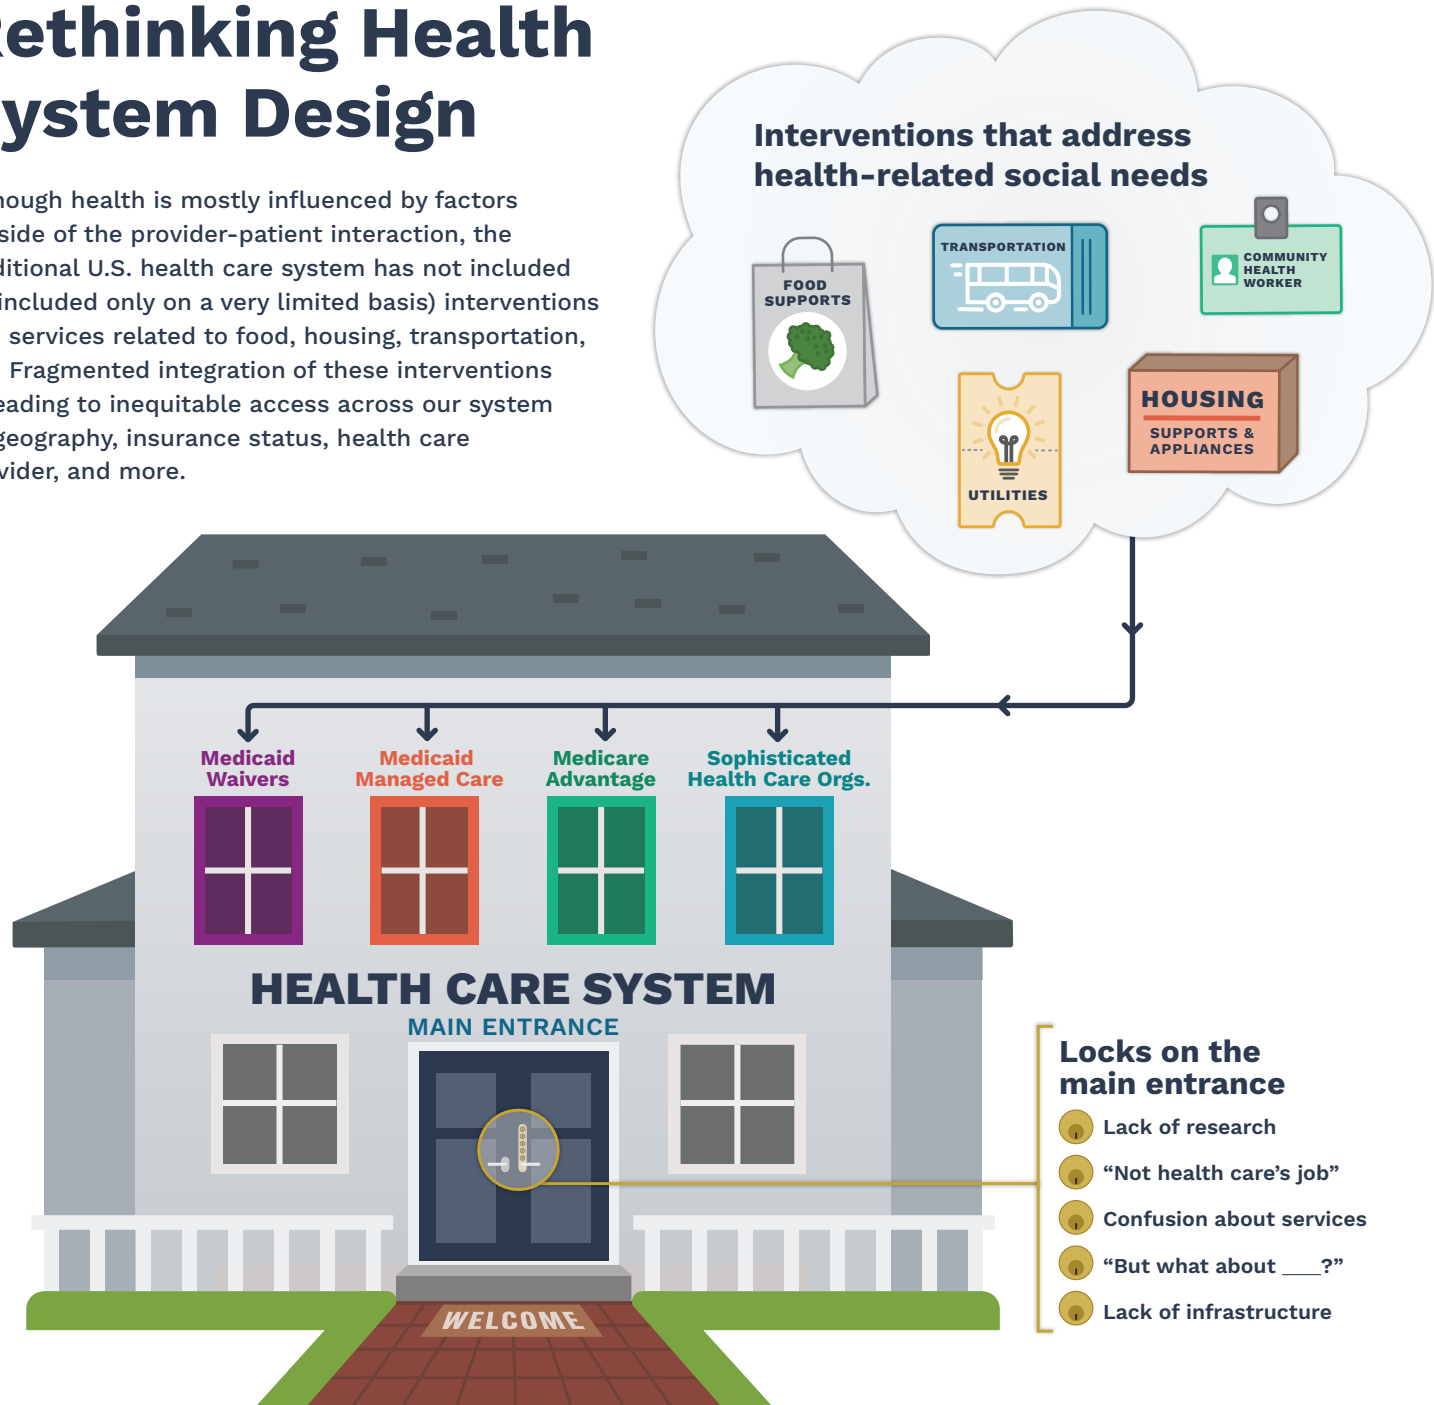 Rethinking Health
ystem Design
hough health is mostly influenced by factors
side of the provider-patient interaction, the
ditional U.S. health care system has not included
included only on a very limited basis) interventions
services related to food, housing, transportation,
Fragmented integration of these interventions
eading to inequitable access across our system
geography, insurance status, health care
vider, and more.
Interventions that address
health-related social needs
FOOD
SUPPORTS
TRANSPORTATION
COMMUNITY
HEALTH
WORKER
UTILITIES
HOUSING
SUPPORTS &
APPLIANCES
Medicaid
Waivers
Medicaid
Managed Care
Medicare
Advantage
Sophisticated
Health Care Orgs.
HEALTH CARE SYSTEM
MAIN ENTRANCE
WELCOME
Locks on the
main entrance
Lack of research
“Not health care’s job”
Confusion about services
“But what about ____?”
Lack of infrastructure